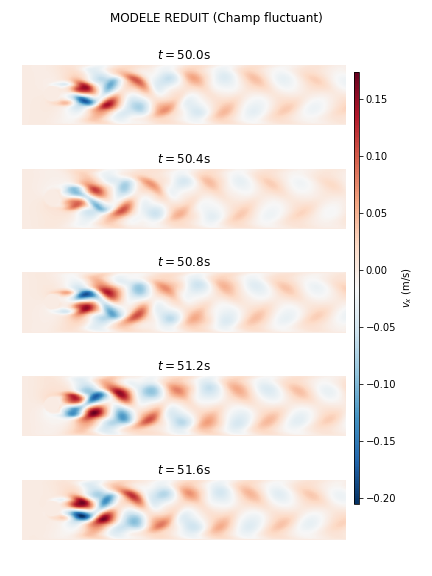 MODELE REDUIT (Champ fluctuant)
t = 50.0s
t = 50.4s
t = 50.8s
t = 51.2s
t = 51.6s
0.15
0.10
0.05
0.00
−0.05
−0.10
−0.15
−0.20
vₓ (m/s)